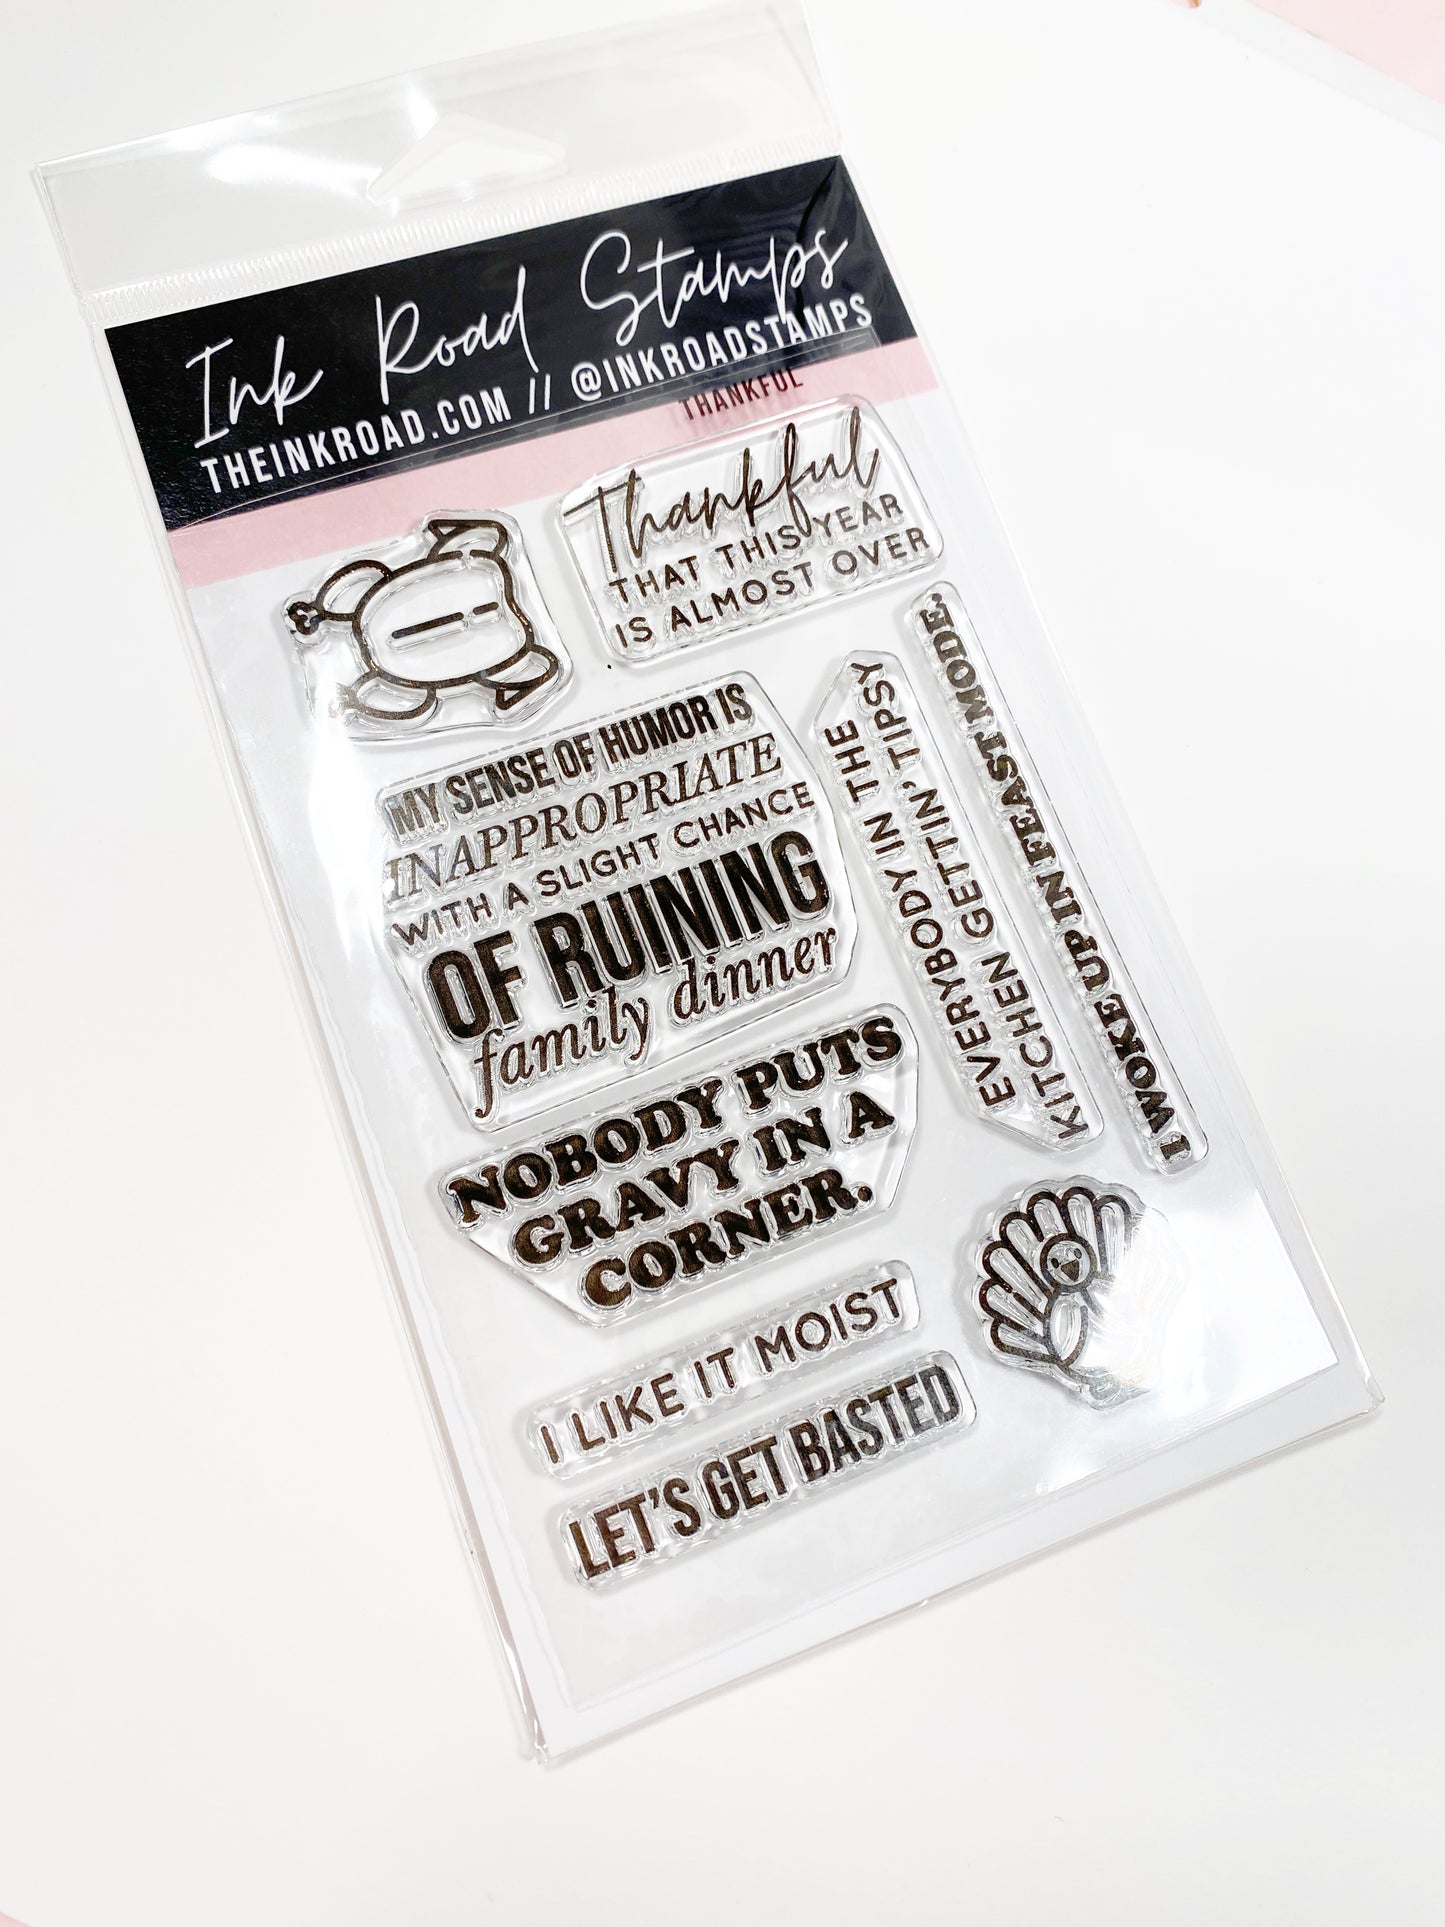 Ink Road Stamps
THEINKROAD.COM // @INKROADSTAMPS
THANKFUL
Thankful
THAT THIS YEAR
IS ALMOST OVER
MY SENSE OF HUMOR IS
INAPPROPRIATE
WITH A SLIGHT CHANCE
OF RUINING
family dinner
EVERYBODY IN THE
KITCHEN GETTIN' TIPSY
I WOKE UP IN FEAST MODE.
NOBODY PUTS
GRAVY IN A
CORNER.
I LIKE IT MOIST
LET'S GET BASTED